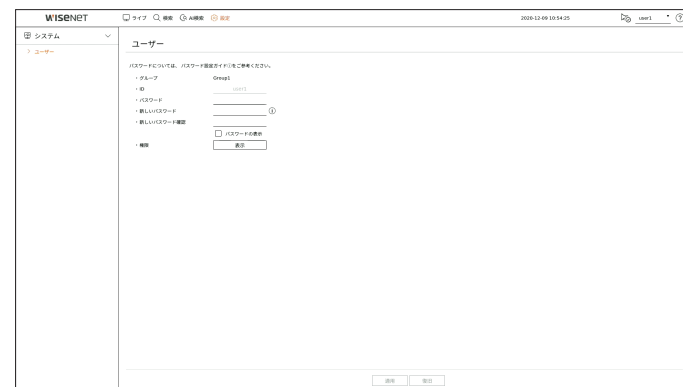 WISENET
ライブ 検索 AI検索 設定 2020-12-09 10:54:25 user1
システム
ユーザー
ユーザー
パスワードについては、パスワード設定ガイドⓘをご参考ください。
・グループ Group1
・ID user1
・パスワード
・新しいパスワード
・新しいパスワード確認
パスワードの表示
・権限 表示
適用